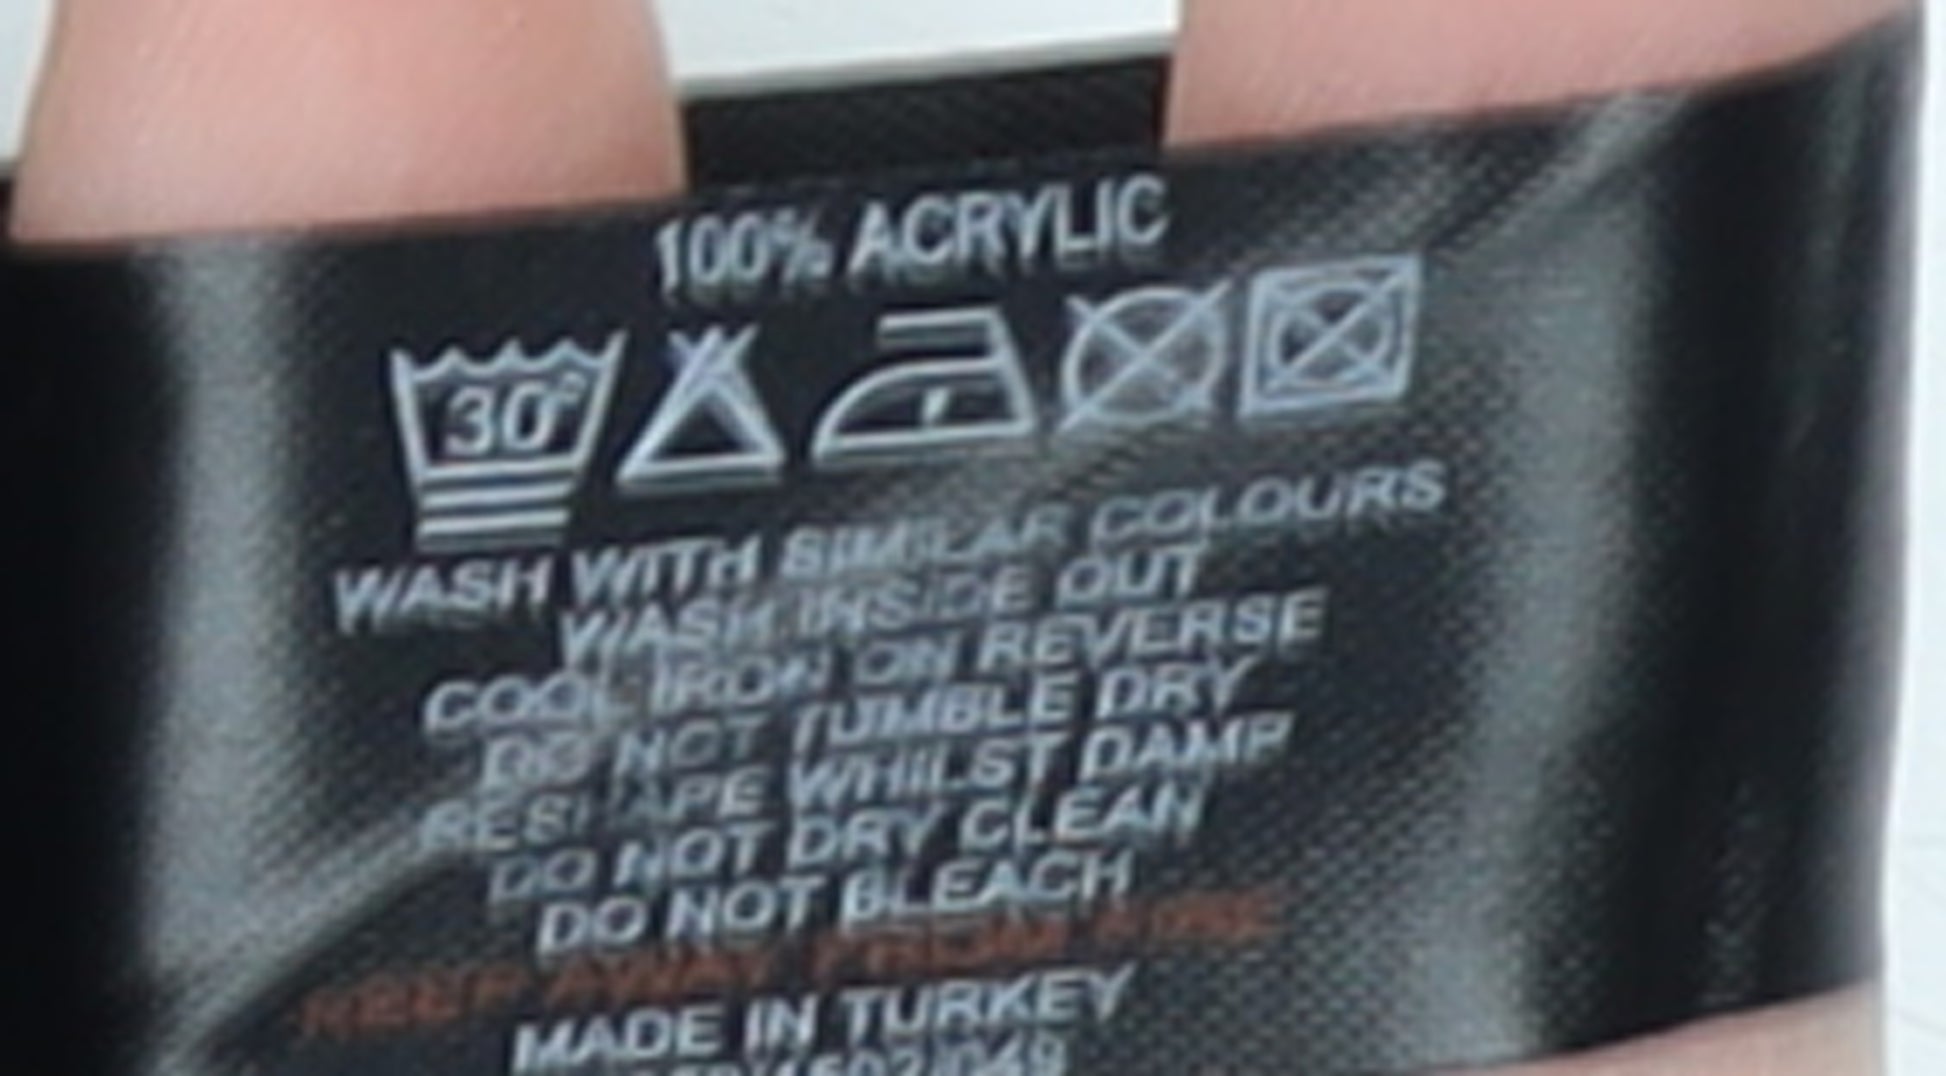 100% ACRYLIC
30°
WASH WITH SIMILAR COLOURS
WASH INSIDE OUT
COOL IRON ON REVERSE
DO NOT TUMBLE DRY
RESHAPE WHILST DAMP
DO NOT DRY CLEAN
DO NOT BLEACH
KEEP AWAY FROM FIRE
MADE IN TURKEY